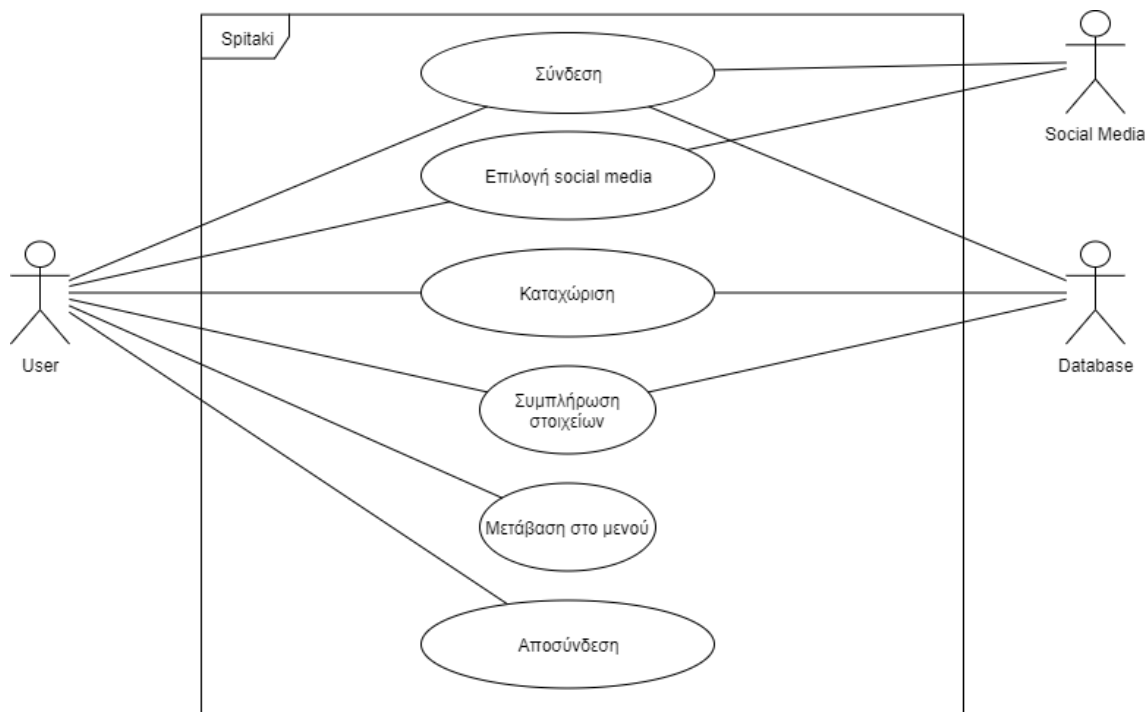 Spitaki
Σύνδεση
Social Media
Επιλογή social media
User
Καταχώριση
Database
Συμπλήρωση
στοιχείων
Μετάβαση στο μενού
Αποσύνδεση